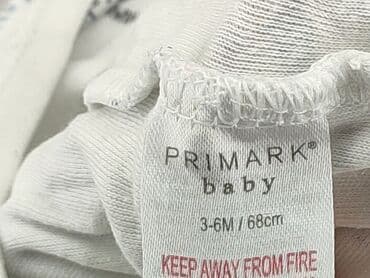 PRIMARK®
baby
3-6M / 68cm
KEEP AWAY FROM FIRE